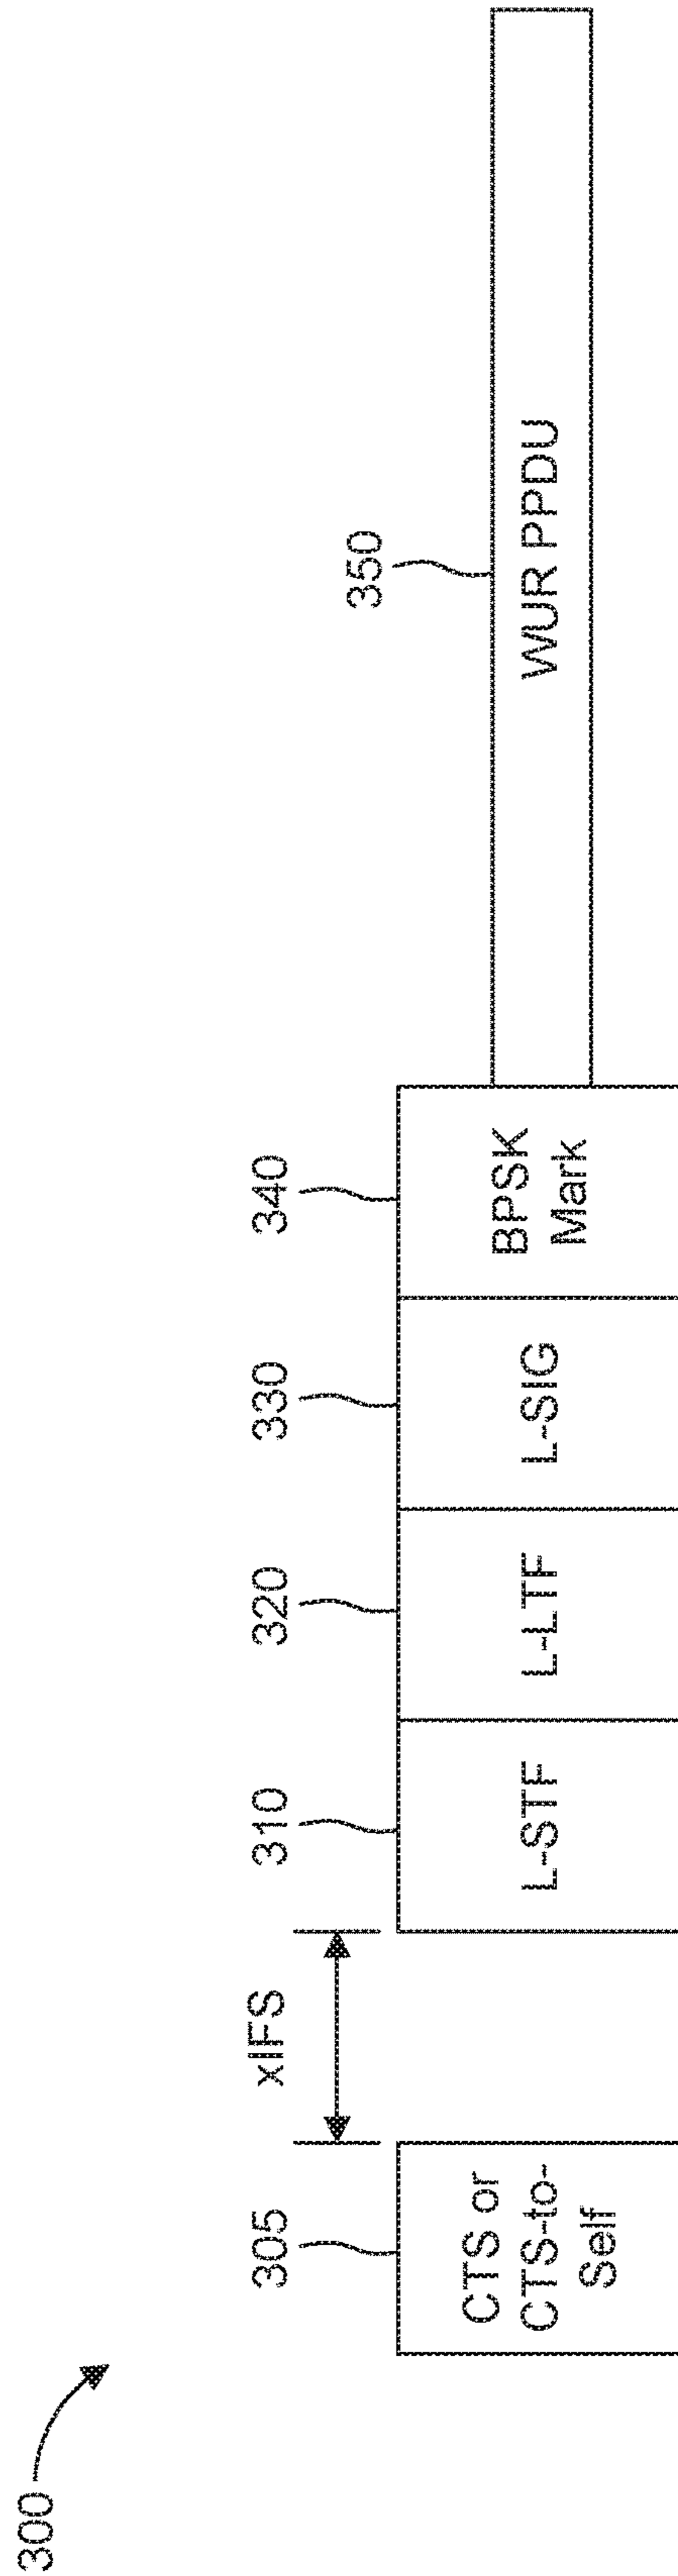 300
305
xIFS
310
320
330
340
350
CTS or
CTS-to-
Self
L-STF
L-LTF
L-SIG
BPSK
Mark
WUR PPDU